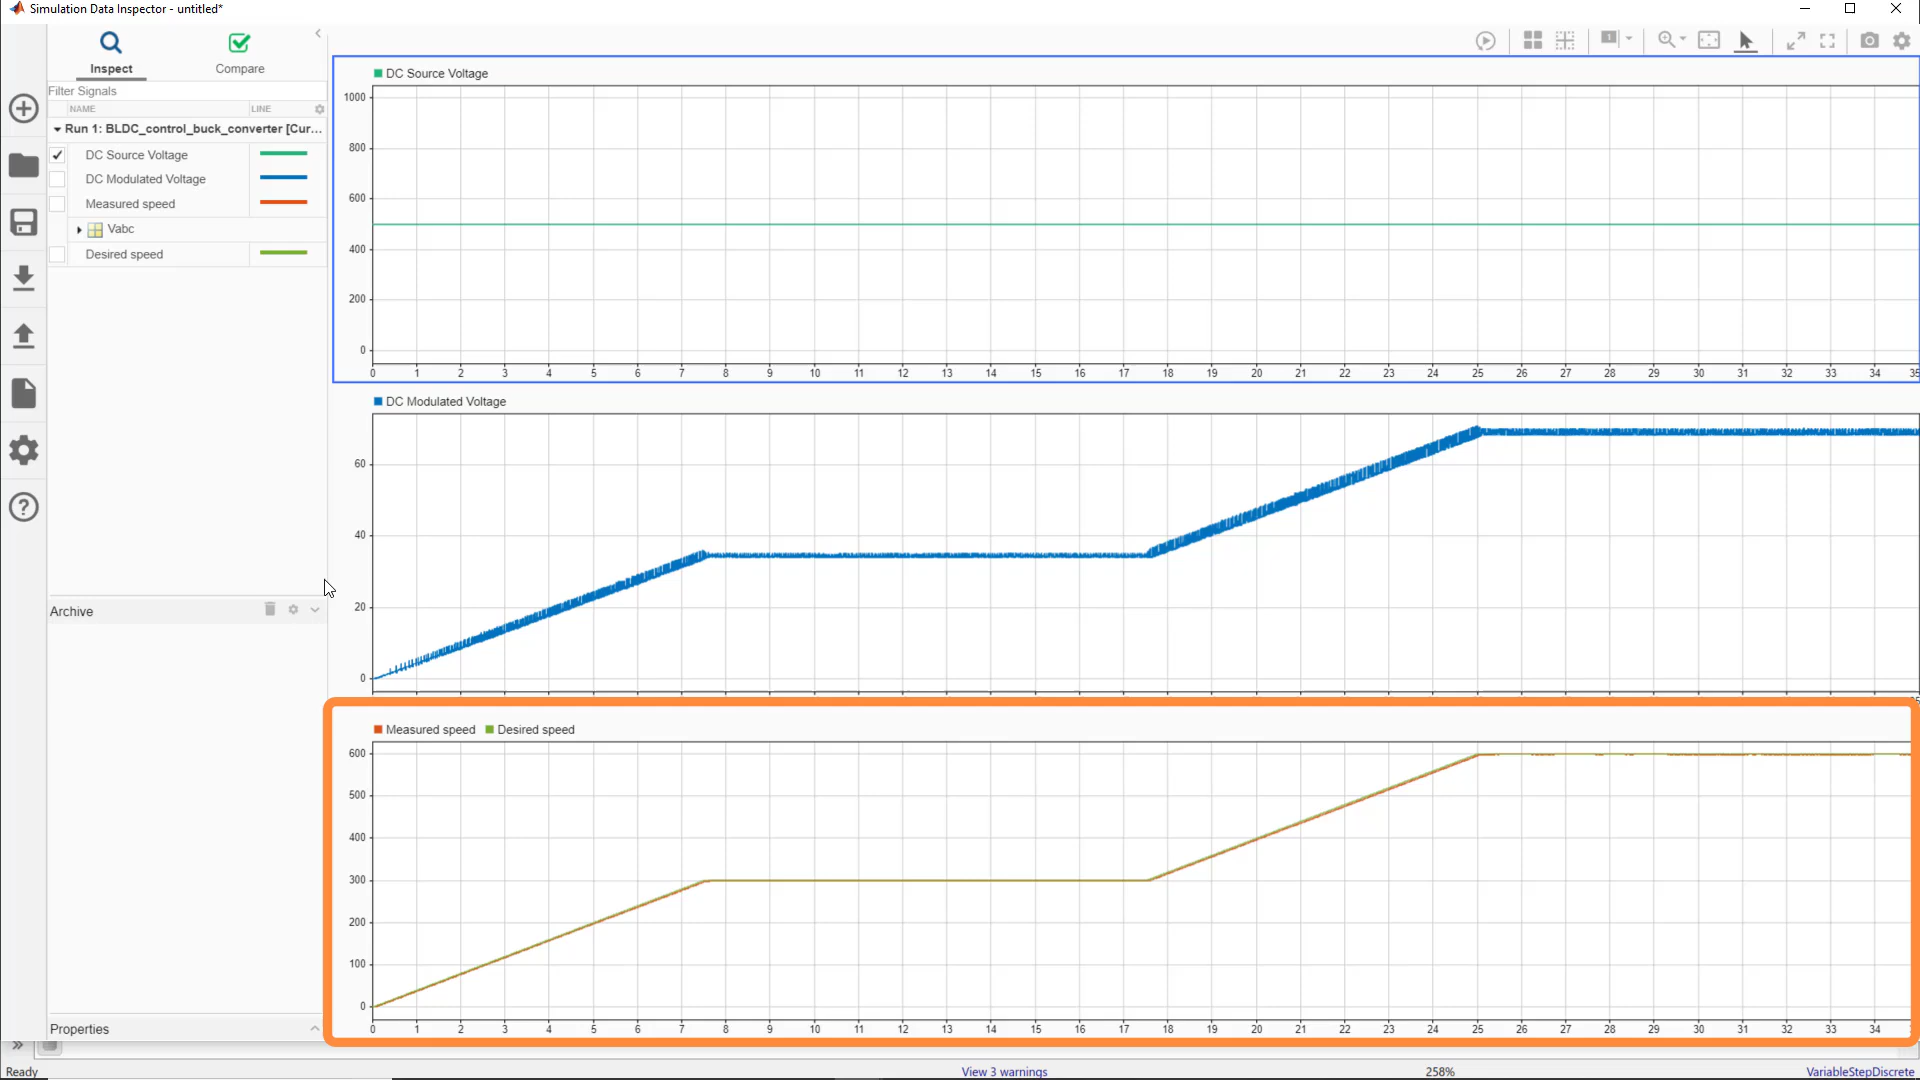 Simulation Data Inspector - untitled*
Inspect
Compare
Filter Signals
NAME LINE
Run 1: BLDC_control_buck_converter [Cur...
DC Source Voltage
DC Modulated Voltage
Measured speed
Vabc
Desired speed
Archive
Properties
DC Source Voltage
1000
800
600
400
200
0
0 1 2 3 4 5 6 7 8 9 10 11 12 13 14 15 16 17 18 19 20 21 22 23 24 25 26 27 28 29 30 31 32 33 34 35
DC Modulated Voltage
60
40
20
0
Measured speed Desired speed
600
500
400
300
200
100
0
0 1 2 3 4 5 6 7 8 9 10 11 12 13 14 15 16 17 18 19 20 21 22 23 24 25 26 27 28 29 30 31 32 33 34
Ready View 3 warnings 258% VariableStepDiscrete